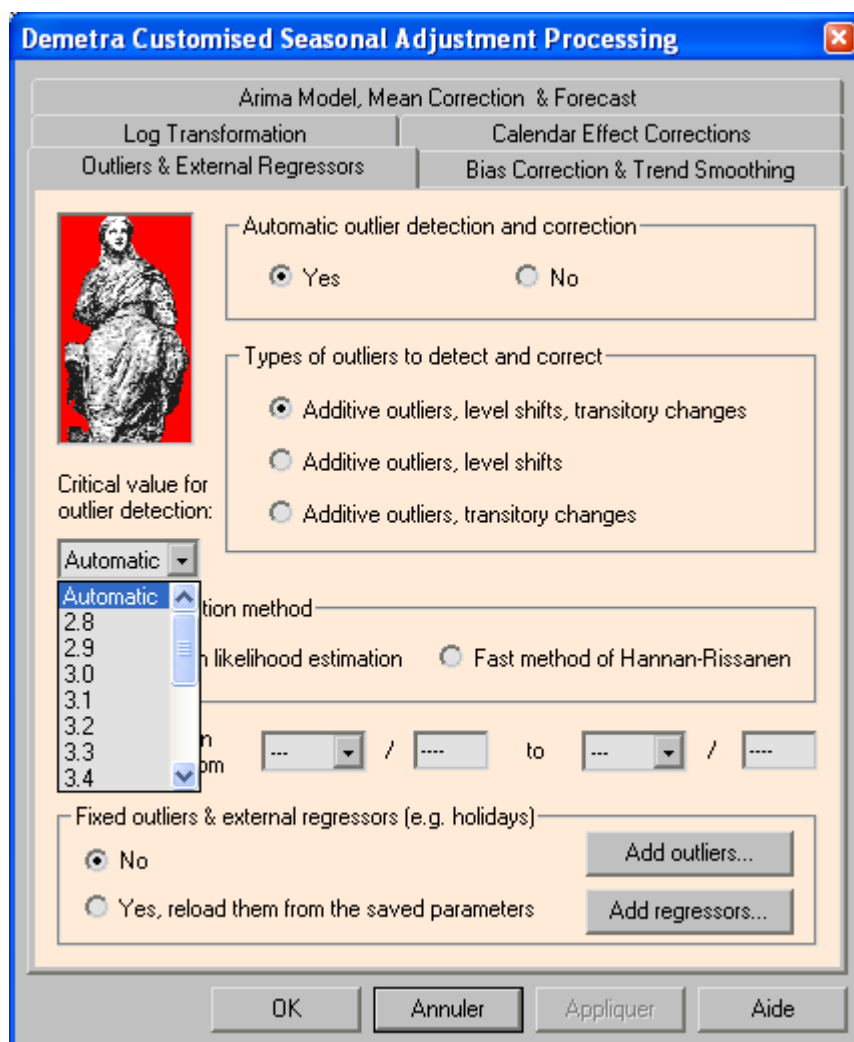 Demetra Customised Seasonal Adjustment Processing
Arima Model, Mean Correction & Forecast
Log Transformation
Calendar Effect Corrections
Outliers & External Regressors
Bias Correction & Trend Smoothing
Automatic outlier detection and correction
Yes
No
Types of outliers to detect and correct
Additive outliers, level shifts, transitory changes
Additive outliers, level shifts
Additive outliers, transitory changes
Critical value for
outlier detection:
Automatic
Automatic
2.8
2.9
3.0
3.1
3.2
3.3
3.4
tion method
likelihood estimation
Fast method of Hannan-Rissanen
--- / ---- to --- / ----
Fixed outliers & external regressors (e.g. holidays)
No
Add outliers...
Yes, reload them from the saved parameters
Add regressors...
OK
Annuler
Appliquer
Aide